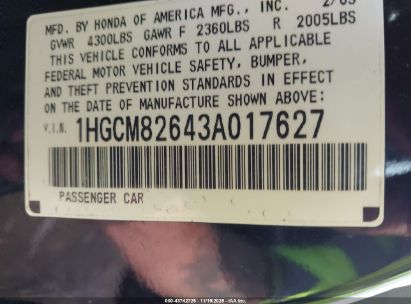 MFD. BY HONDA OF AMERICA MFG., INC. 2/03
GVWR 4300LBS GAWR F 2360LBS R 2005LBS
THIS VEHICLE CONFORMS TO ALL APPLICABLE
FEDERAL MOTOR VEHICLE SAFETY, BUMPER,
AND THEFT PREVENTION STANDARDS IN EFFECT
ON THE DATE OF MANUFACTURE SHOWN ABOVE:
V.I.N. 1HGCM82643A017627
PASSENGER CAR